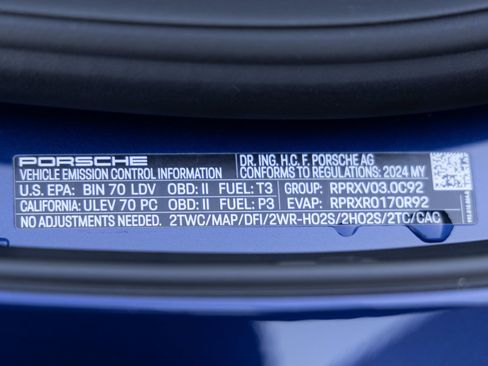 PORSCHE DR. ING. H.C. F. PORSCHE AG
VEHICLE EMISSION CONTROL INFORMATION CONFORMS TO REGULATIONS: 2024 MY
U.S. EPA: BIN 70 LDV OBD: II FUEL: T3 GROUP: RPRXV03.0C92
CALIFORNIA: ULEV 70 PC OBD: II FUEL: P3 EVAP: RPRXR0170R92
NO ADJUSTMENTS NEEDED. 2TWC/MAP/DFI/2WR-HO2S/2HO2S/2TC/CAC